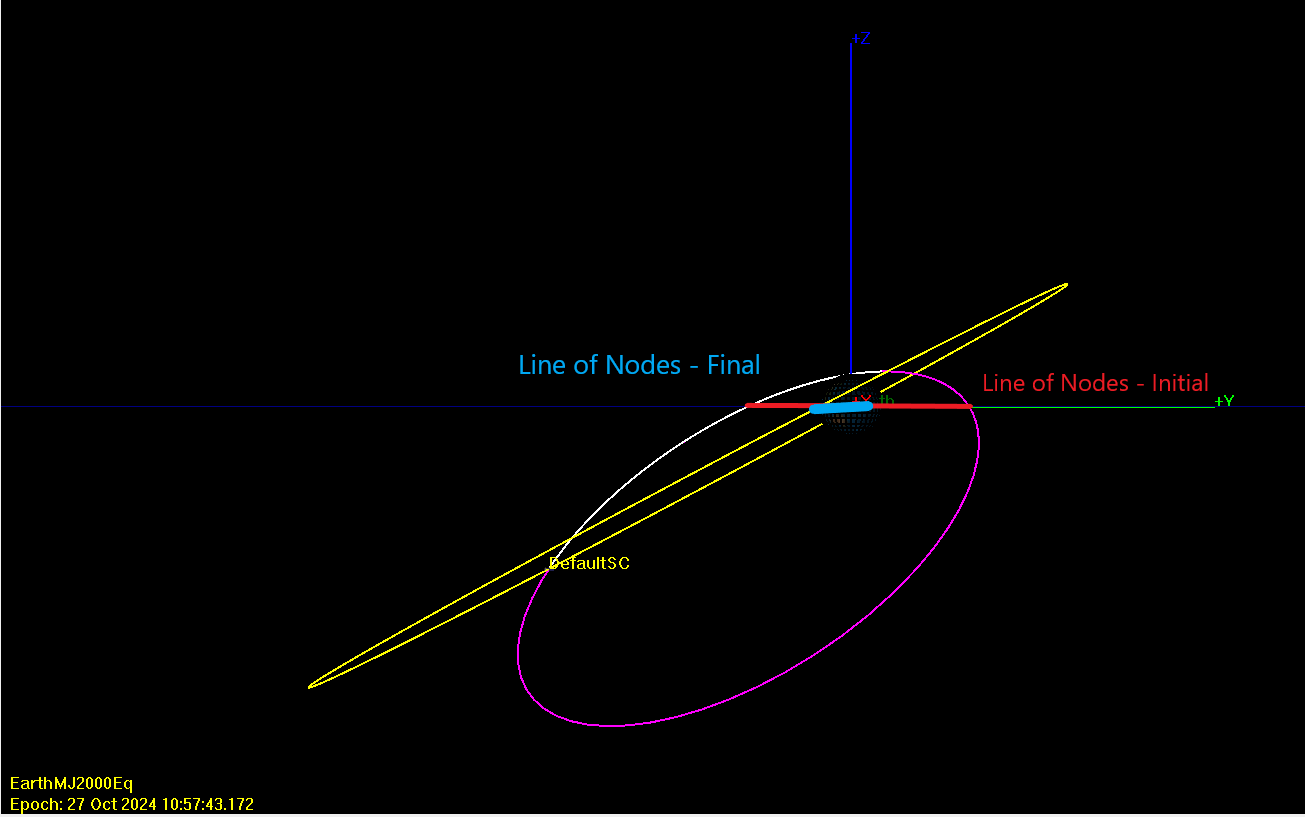 +Z
Line of Nodes - Final
Line of Nodes - Initial
+X
+Y
DefaultSC
EarthMJ2000Eq
Epoch: 27 Oct 2024 10:57:43.172